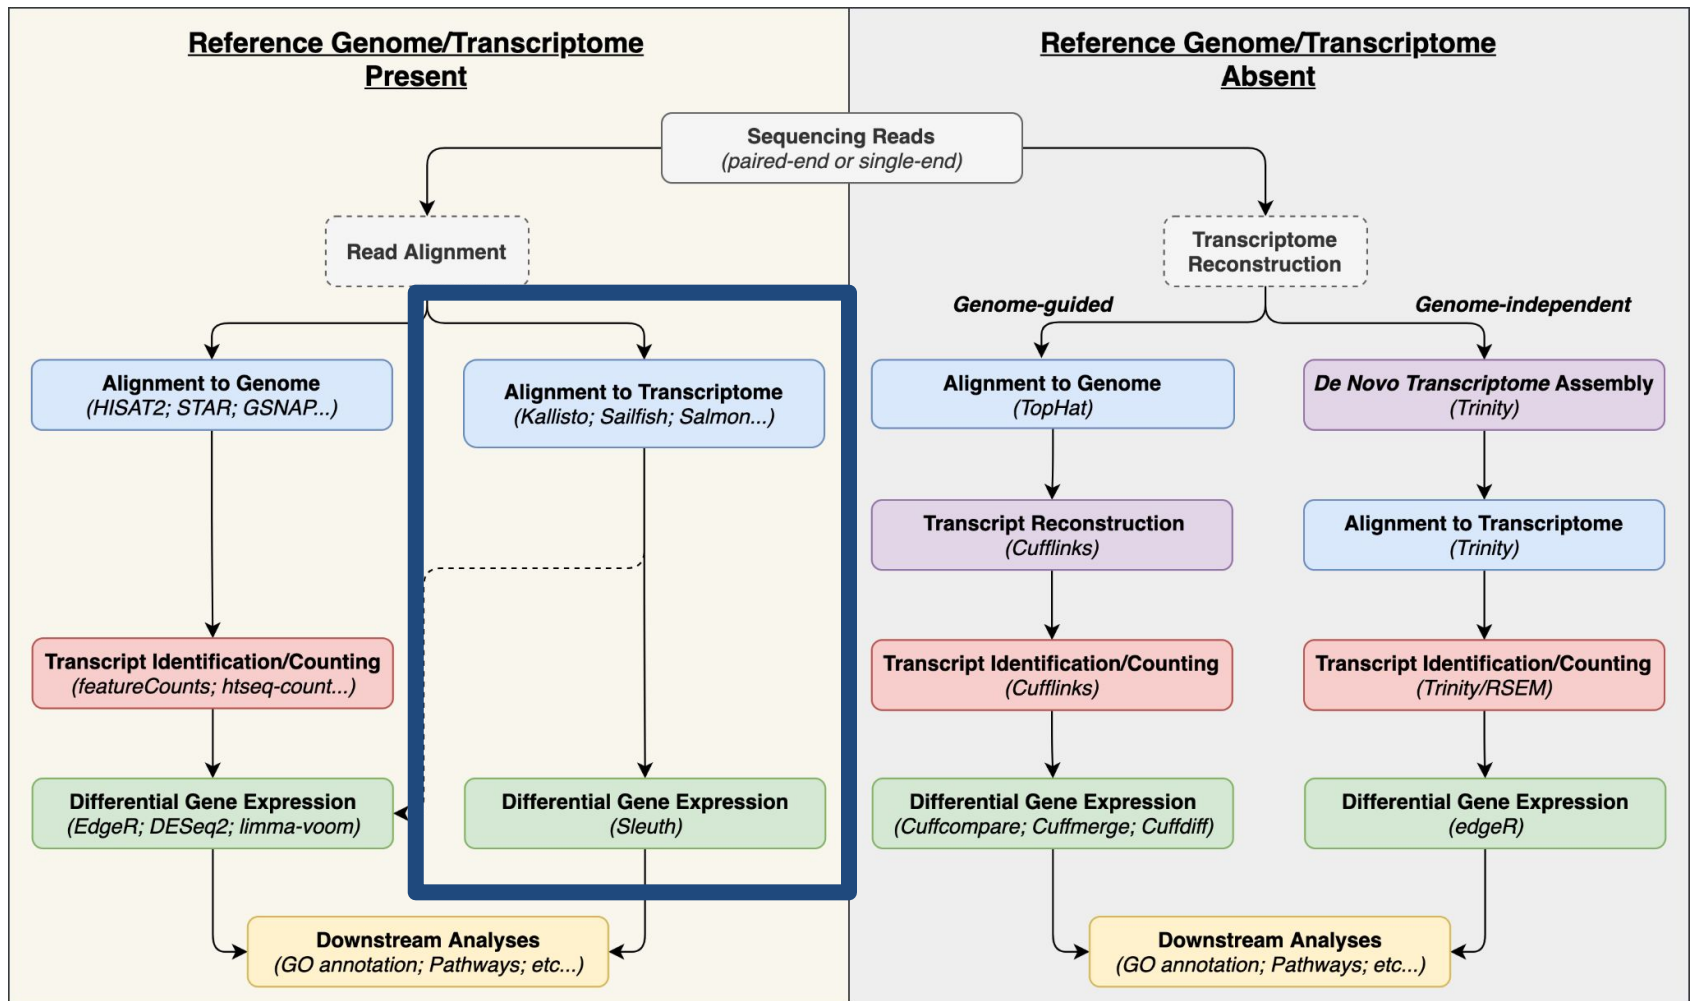 Reference Genome/Transcriptome
Present
Reference Genome/Transcriptome
Absent
Sequencing Reads
(paired-end or single-end)
Read Alignment
Transcriptome
Reconstruction
Genome-guided
Genome-independent
Alignment to Genome
(HISAT2; STAR; GSNAP...)
Alignment to Transcriptome
(Kallisto; Sailfish; Salmon...)
Alignment to Genome
(TopHat)
De Novo Transcriptome Assembly
(Trinity)
Transcript Reconstruction
(Cufflinks)
Alignment to Transcriptome
(Trinity)
Transcript Identification/Counting
(featureCounts; htseq-count...)
Transcript Identification/Counting
(Cufflinks)
Transcript Identification/Counting
(Trinity/RSEM)
Differential Gene Expression
(EdgeR; DESeq2; limma-voom)
Differential Gene Expression
(Sleuth)
Differential Gene Expression
(Cuffcompare; Cuffmerge; Cuffdiff)
Differential Gene Expression
(edgeR)
Downstream Analyses
(GO annotation; Pathways; etc...)
Downstream Analyses
(GO annotation; Pathways; etc...)